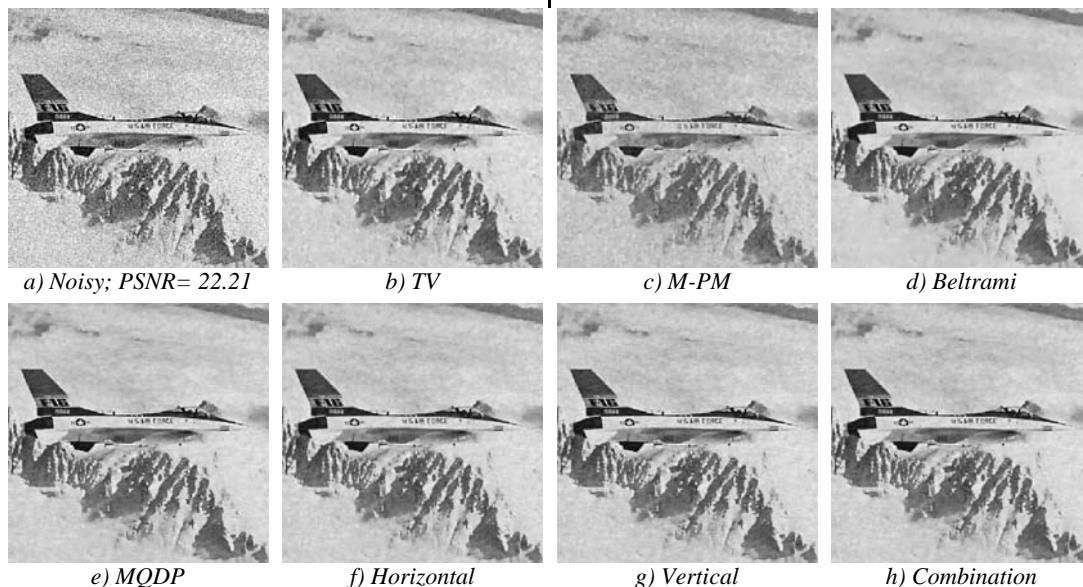 a) Noisy; PSNR= 22.21
b) TV
c) M-PM
d) Beltrami
e) MQDP
f) Horizontal
g) Vertical
h) Combination